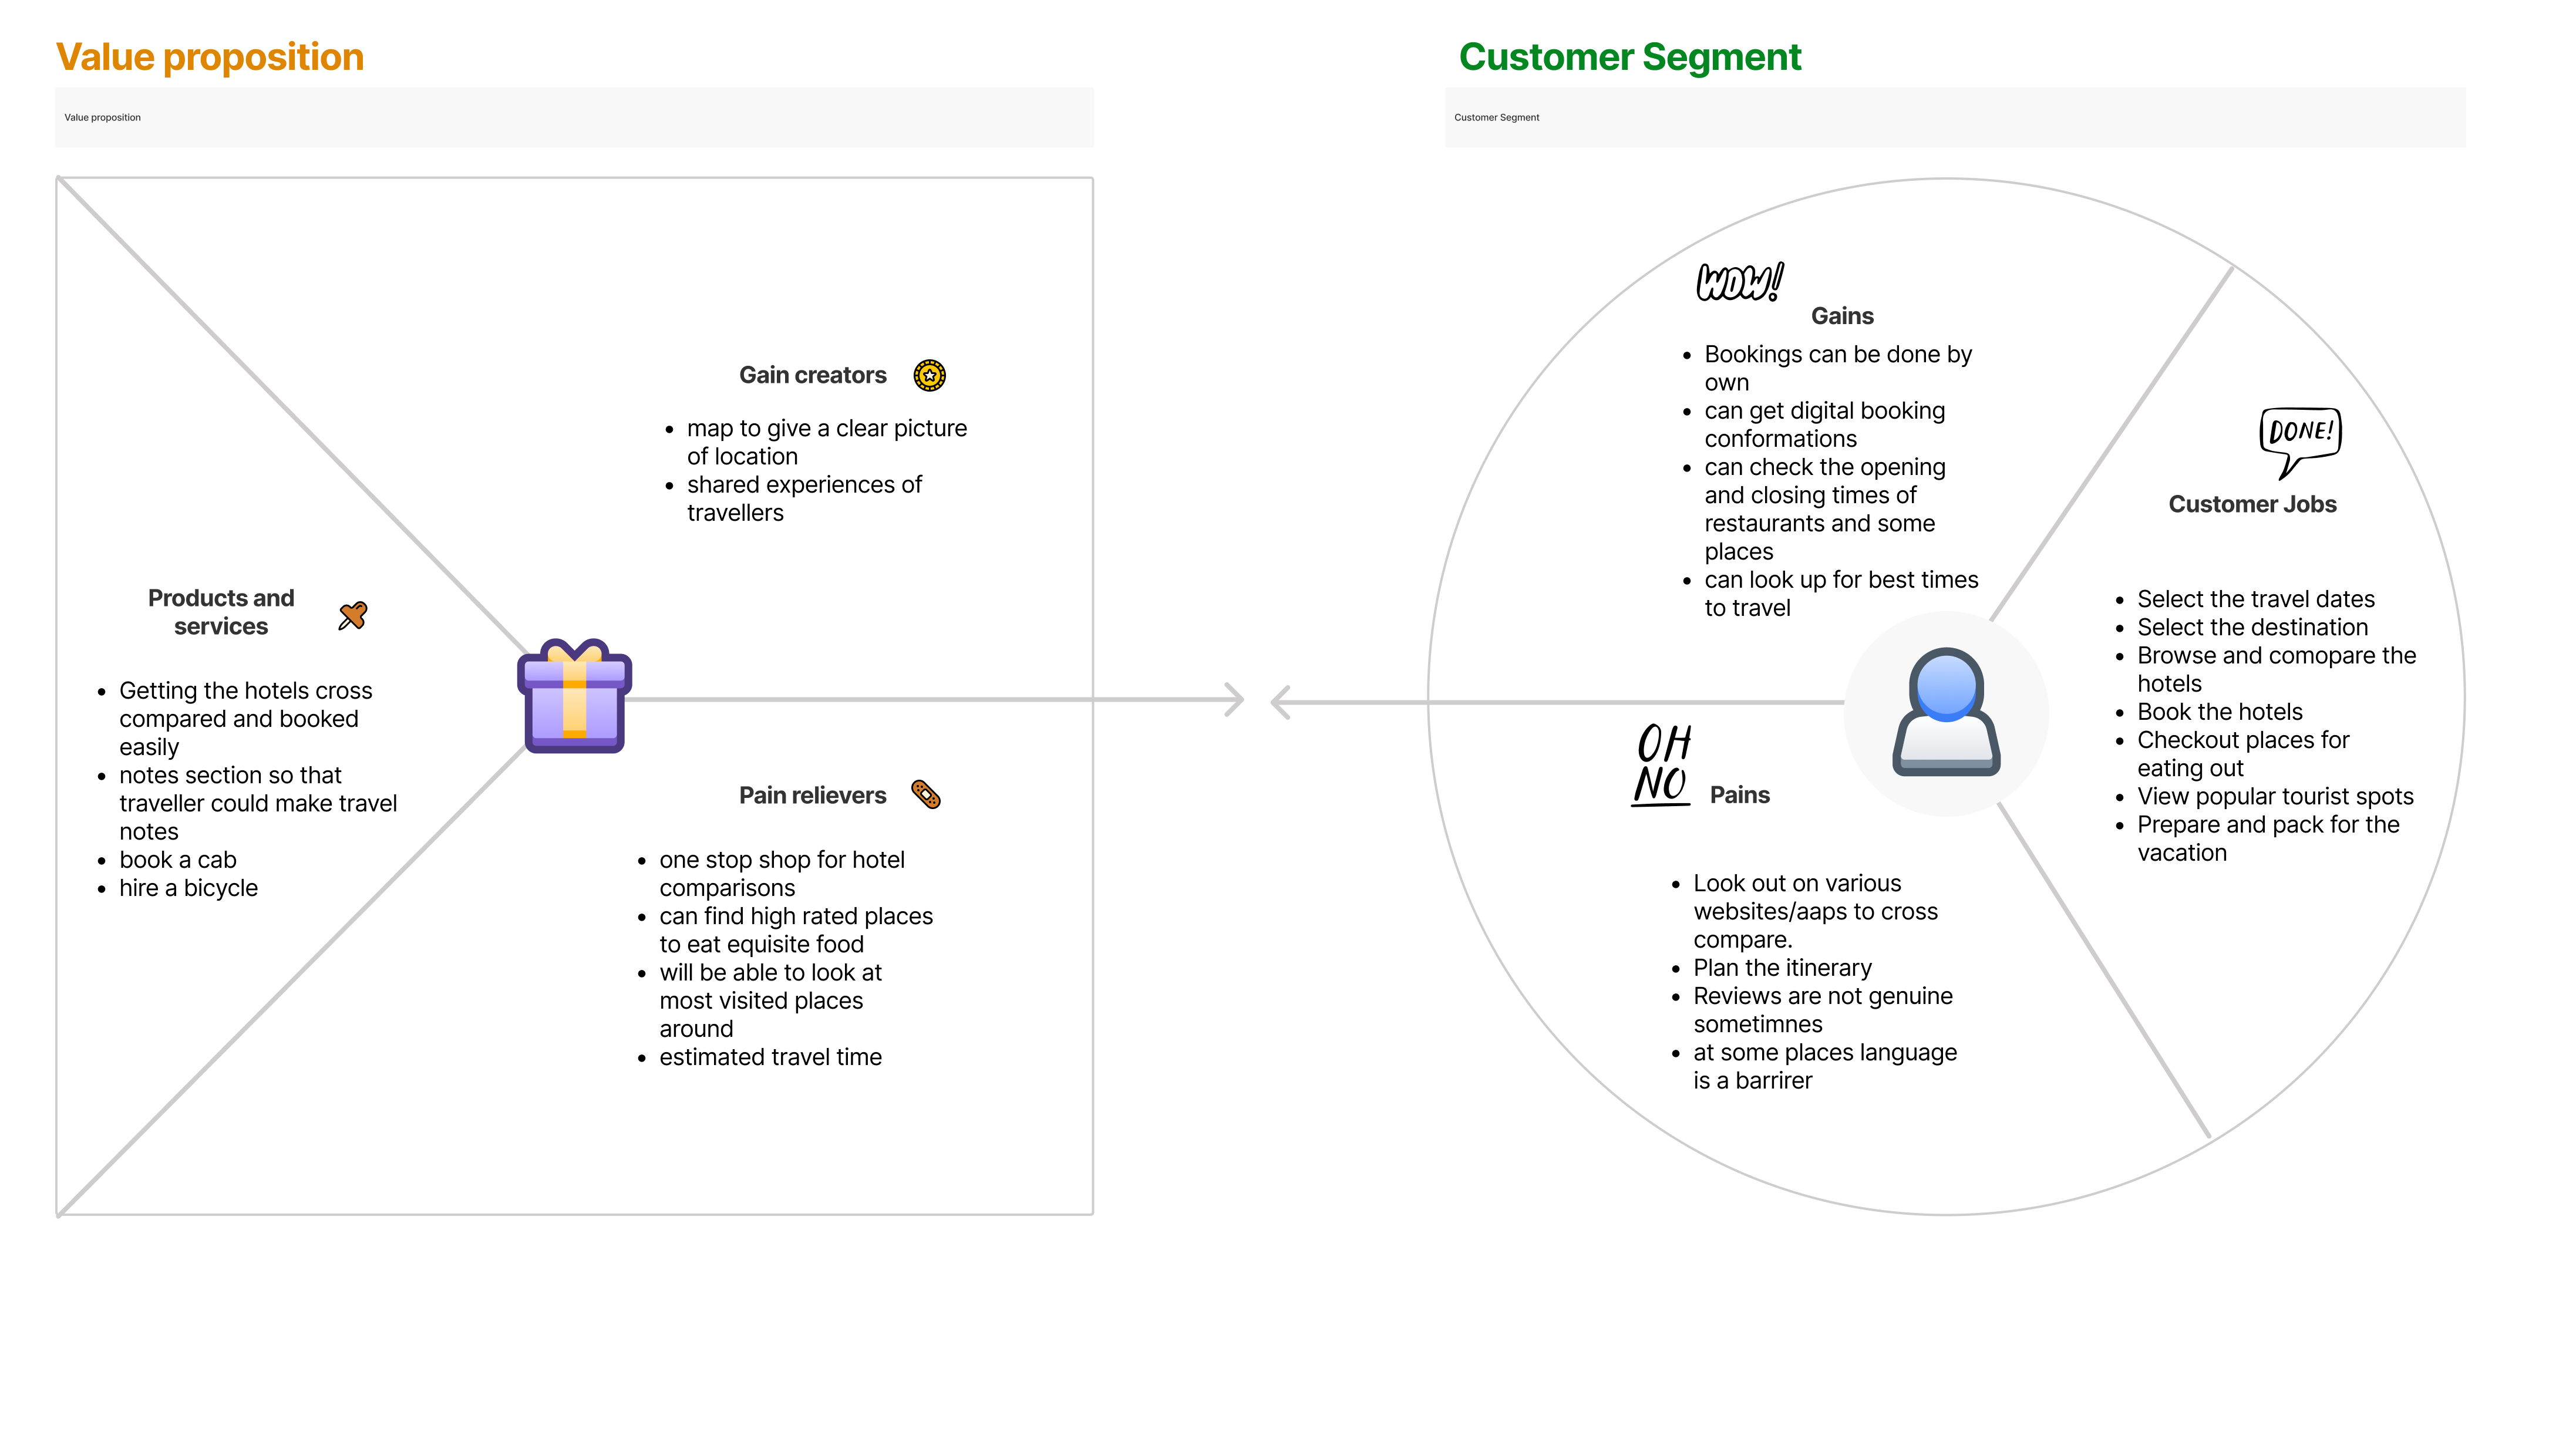 Value proposition
Value proposition
Gain creators
• map to give a clear picture
of location
• shared experiences of
travellers
Products and
services
• Getting the hotels cross
compared and booked
easily
• notes section so that
traveller could make travel
notes
• book a cab
• hire a bicycle
Pain relievers
• one stop shop for hotel
comparisons
• can find high rated places
to eat equisite food
• will be able to look at
most visited places
around
• estimated travel time
Customer Segment
Customer Segment
WOW!
Gains
• Bookings can be done by
own
• can get digital booking
conformations
• can check the opening
and closing times of
restaurants and some
places
• can look up for best times
to travel
DONE!
Customer Jobs
• Select the travel dates
• Select the destination
• Browse and comopare the
hotels
• Book the hotels
• Checkout places for
eating out
• View popular tourist spots
• Prepare and pack for the
vacation
OH
NO
Pains
• Look out on various
websites/aaps to cross
compare.
• Plan the itinerary
• Reviews are not genuine
sometimnes
• at some places language
is a barrirer